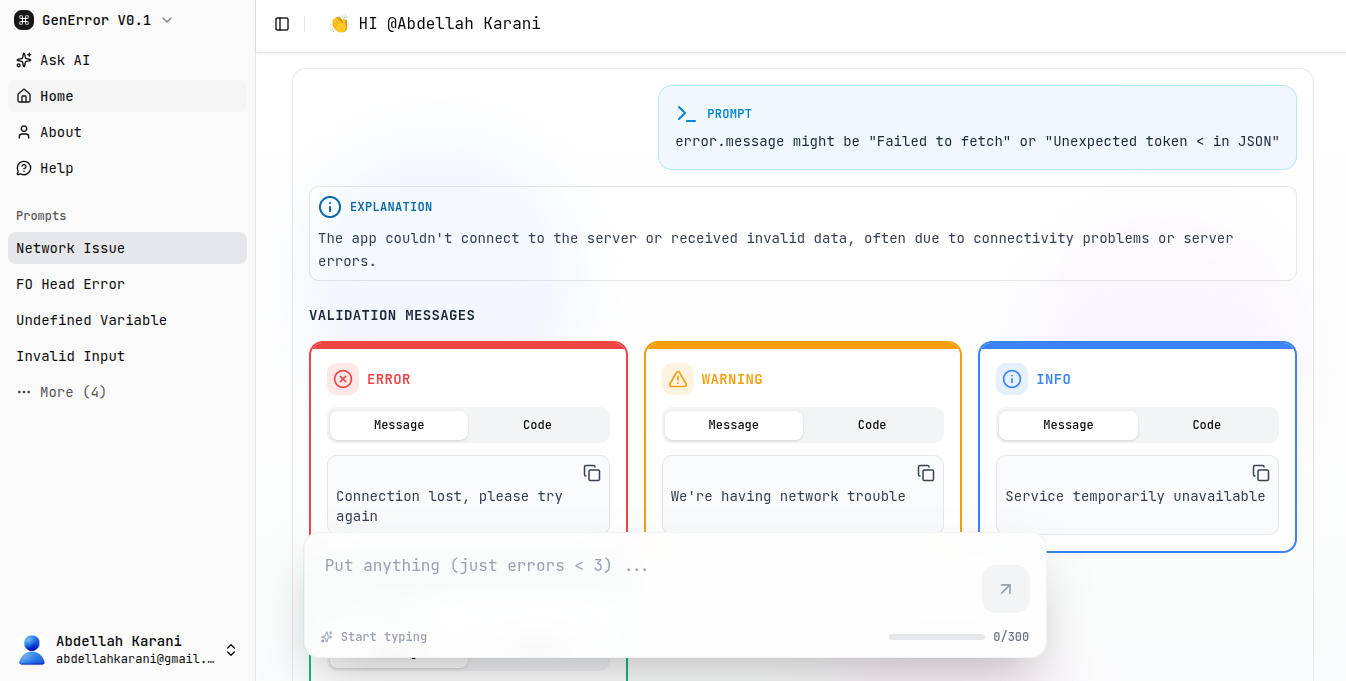 GenError V0.1
Ask AI
Home
About
Help
Prompts
Network Issue
FO Head Error
Undefined Variable
Invalid Input
More (4)
Abdellah Karani
abdellahkarani@gmail.…
👏 HI @Abdellah Karani
PROMPT
error.message might be "Failed to fetch" or "Unexpected token < in JSON"
EXPLANATION
The app couldn't connect to the server or received invalid data, often due to connectivity problems or server
errors.
VALIDATION MESSAGES
ERROR
Message Code
Connection lost, please try
again
WARNING
Message Code
We're having network trouble
INFO
Message Code
Service temporarily unavailable
Put anything (just errors < 3) ...
Start typing
0/300